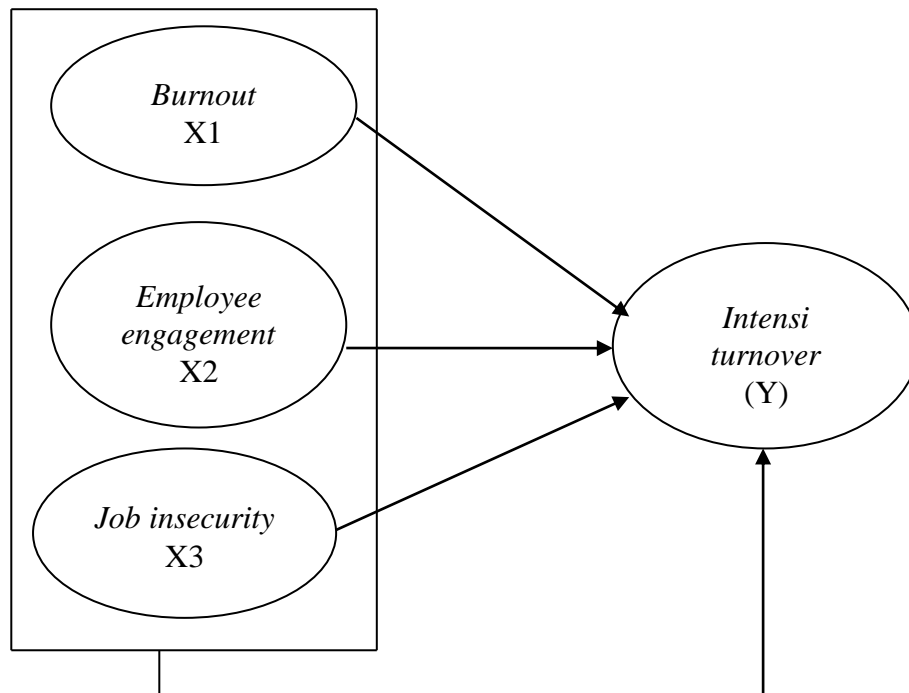 Burnout
X1
Employee
engagement
X2
Job insecurity
X3
Intensi
turnover
(Y)